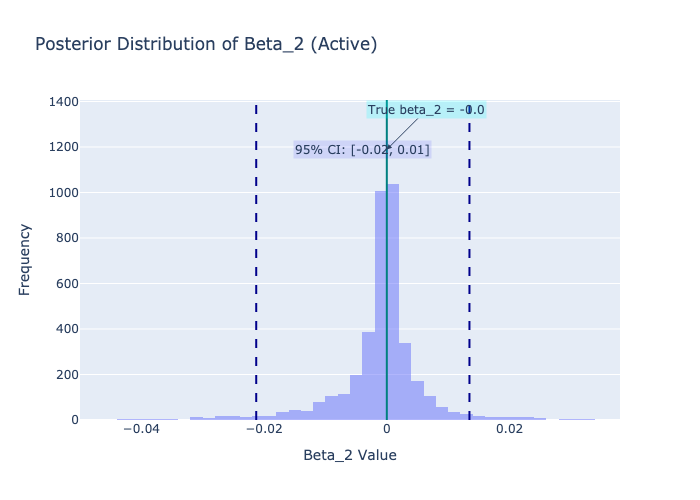 Posterior Distribution of Beta_2 (Active)
1400
True beta_2 = -0.0
1200
95% CI: [-0.02, 0.01]
1000
800
600
400
200
0
Frequency
−0.04
−0.02
0
0.02
Beta_2 Value